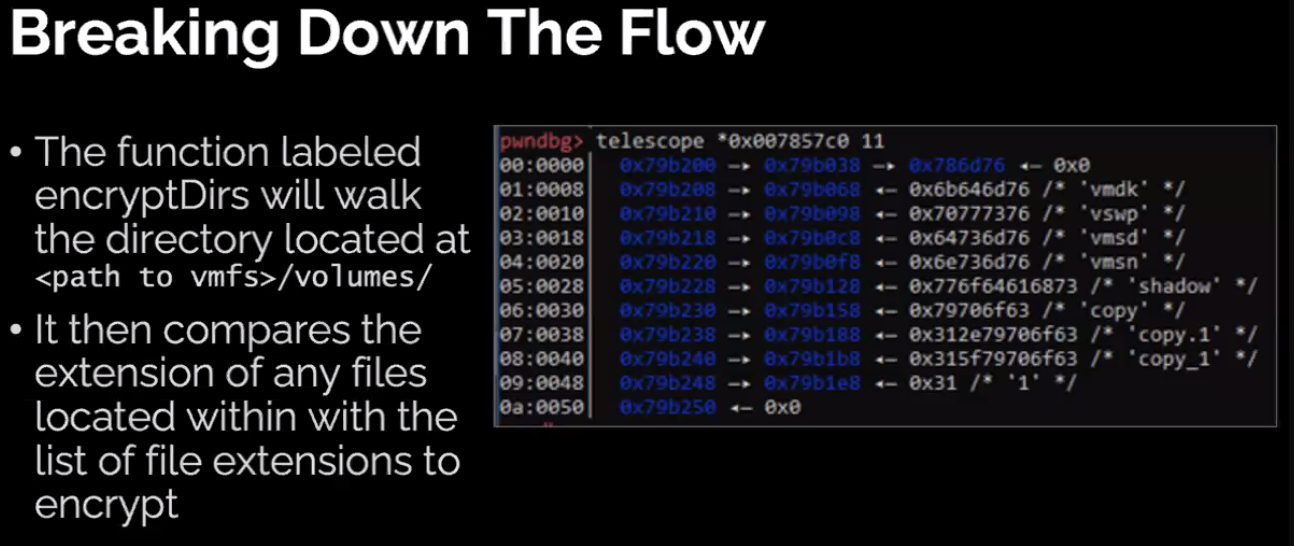 Breaking Down The Flow
• The function labeled
encryptDirs will walk
the directory located at
<path to vmfs>/volumes/
• It then compares the
extension of any files
located within with the
list of file extensions to
encrypt
pwndbg> telescope *0x007857c0 11
00:0000│ 0x79b200 —▸ 0x79b038 —▸ 0x786d76 ◂— 0x0
01:0008│ 0x79b208 —▸ 0x79b068 ◂— 0x6b646d76 /* 'vmdk' */
02:0010│ 0x79b210 —▸ 0x79b098 ◂— 0x70777376 /* 'vswp' */
03:0018│ 0x79b218 —▸ 0x79b0c8 ◂— 0x64736d76 /* 'vmsd' */
04:0020│ 0x79b220 —▸ 0x79b0f8 ◂— 0x6e736d76 /* 'vmsn' */
05:0028│ 0x79b228 —▸ 0x79b128 ◂— 0x776f64616873 /* 'shadow' */
06:0030│ 0x79b230 —▸ 0x79b158 ◂— 0x79706f63 /* 'copy' */
07:0038│ 0x79b238 —▸ 0x79b188 ◂— 0x312e79706f63 /* 'copy.1' */
08:0040│ 0x79b240 —▸ 0x79b1b8 ◂— 0x315f79706f63 /* 'copy_1' */
09:0048│ 0x79b248 —▸ 0x79b1e8 ◂— 0x31 /* '1' */
0a:0050│ 0x79b250 ◂— 0x0